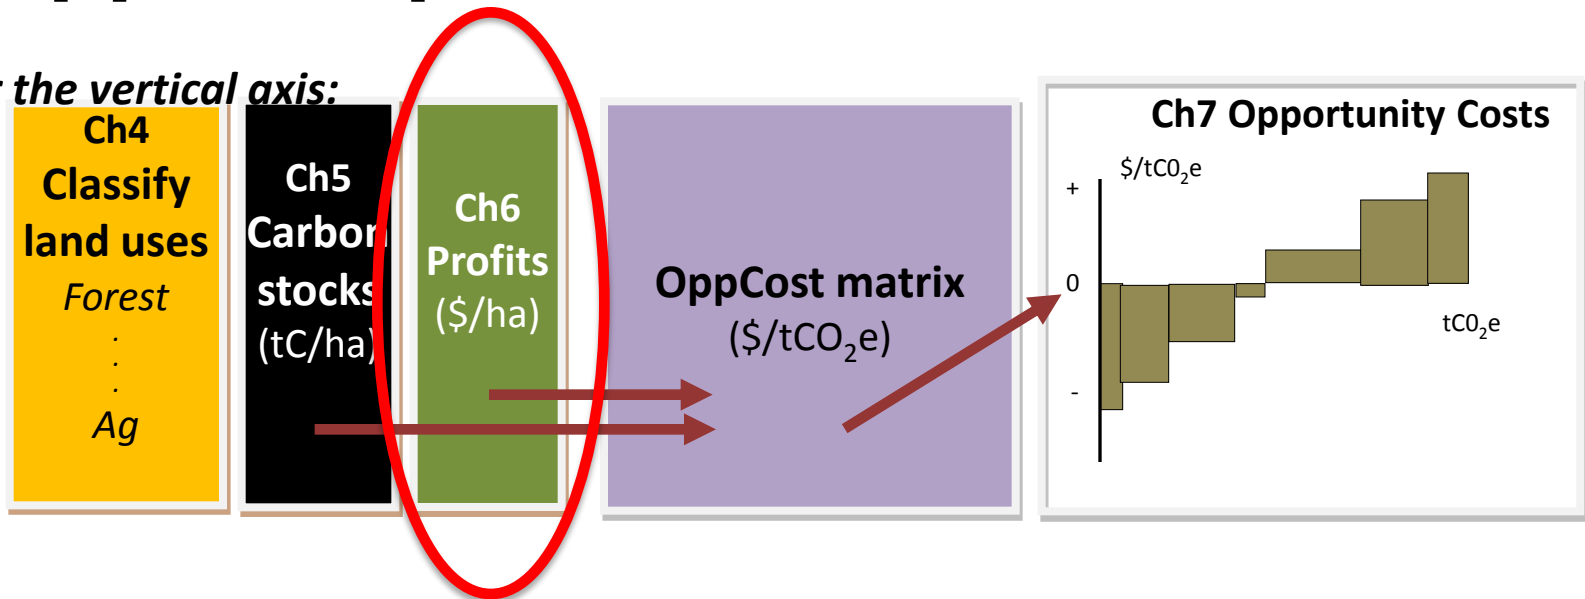 the vertical axis:
Ch4
Classify
land uses
Forest
.
.
.
Ag
Ch5
Carbon
stocks
(tC/ha)
Ch6
Profits
($/ha)
OppCost matrix
($/tCO₂e)
Ch7 Opportunity Costs
$/tC0₂e
+
0
-
tC0₂e